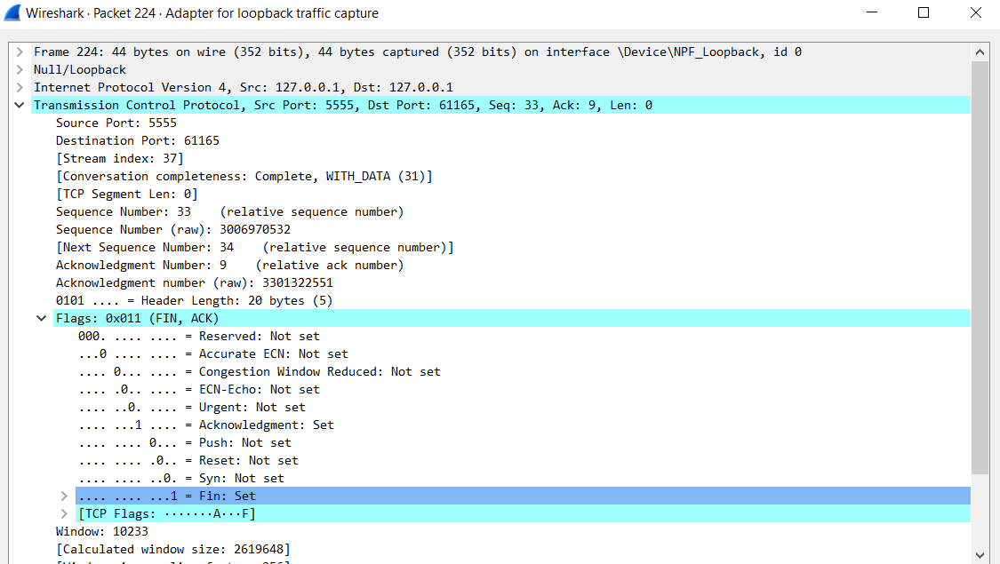 Wireshark · Packet 224 · Adapter for loopback traffic capture
Frame 224: 44 bytes on wire (352 bits), 44 bytes captured (352 bits) on interface \Device\NPF_Loopback, id 0
Null/Loopback
Internet Protocol Version 4, Src: 127.0.0.1, Dst: 127.0.0.1
Transmission Control Protocol, Src Port: 5555, Dst Port: 61165, Seq: 33, Ack: 9, Len: 0
Source Port: 5555
Destination Port: 61165
[Stream index: 37]
[Conversation completeness: Complete, WITH_DATA (31)]
[TCP Segment Len: 0]
Sequence Number: 33    (relative sequence number)
Sequence Number (raw): 3006970532
[Next Sequence Number: 34    (relative sequence number)]
Acknowledgment Number: 9    (relative ack number)
Acknowledgment number (raw): 3301322551
0101 .... = Header Length: 20 bytes (5)
Flags: 0x011 (FIN, ACK)
000. .... .... = Reserved: Not set
...0 .... .... = Accurate ECN: Not set
.... 0... .... = Congestion Window Reduced: Not set
.... .0.. .... = ECN-Echo: Not set
.... ..0. .... = Urgent: Not set
.... ...1 .... = Acknowledgment: Set
.... .... 0... = Push: Not set
.... .... .0.. = Reset: Not set
.... .... ..0. = Syn: Not set
.... .... ...1 = Fin: Set
[TCP Flags: ·······A···F]
Window: 10233
[Calculated window size: 2619648]